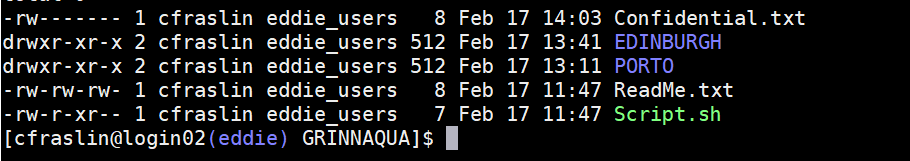 -rw------- 1 cfraslin eddie_users   8 Feb 17 14:03 Confidential.txt
drwxr-xr-x 2 cfraslin eddie_users 512 Feb 17 13:41 EDINBURGH
drwxr-xr-x 2 cfraslin eddie_users 512 Feb 17 13:11 PORTO
-rw-rw-rw- 1 cfraslin eddie_users   8 Feb 17 11:47 ReadMe.txt
-rw-r-xr-- 1 cfraslin eddie_users   7 Feb 17 11:47 Script.sh
[cfraslin@login02(eddie) GRINNAQUA]$